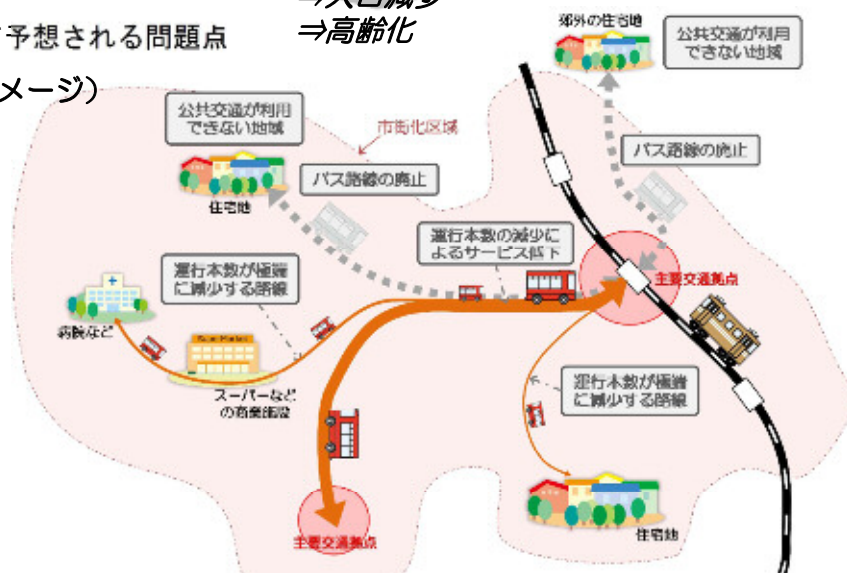 ⇒人口減少
予想される問題点
⇒高齢化
メージ）
郊外の住宅地
公共交通が利用
できない地域
公共交通が利用
できない地域
市街化区域
バス路線の廃止
バス路線の廃止
住宅地
運行本数の減少に
よるサービス低下
運行本数が極端
に減少する路線
主要交通拠点
病院など
スーパーなど
の商業施設
運行本数が極端
に減少する路線
主要交通拠点
住宅地